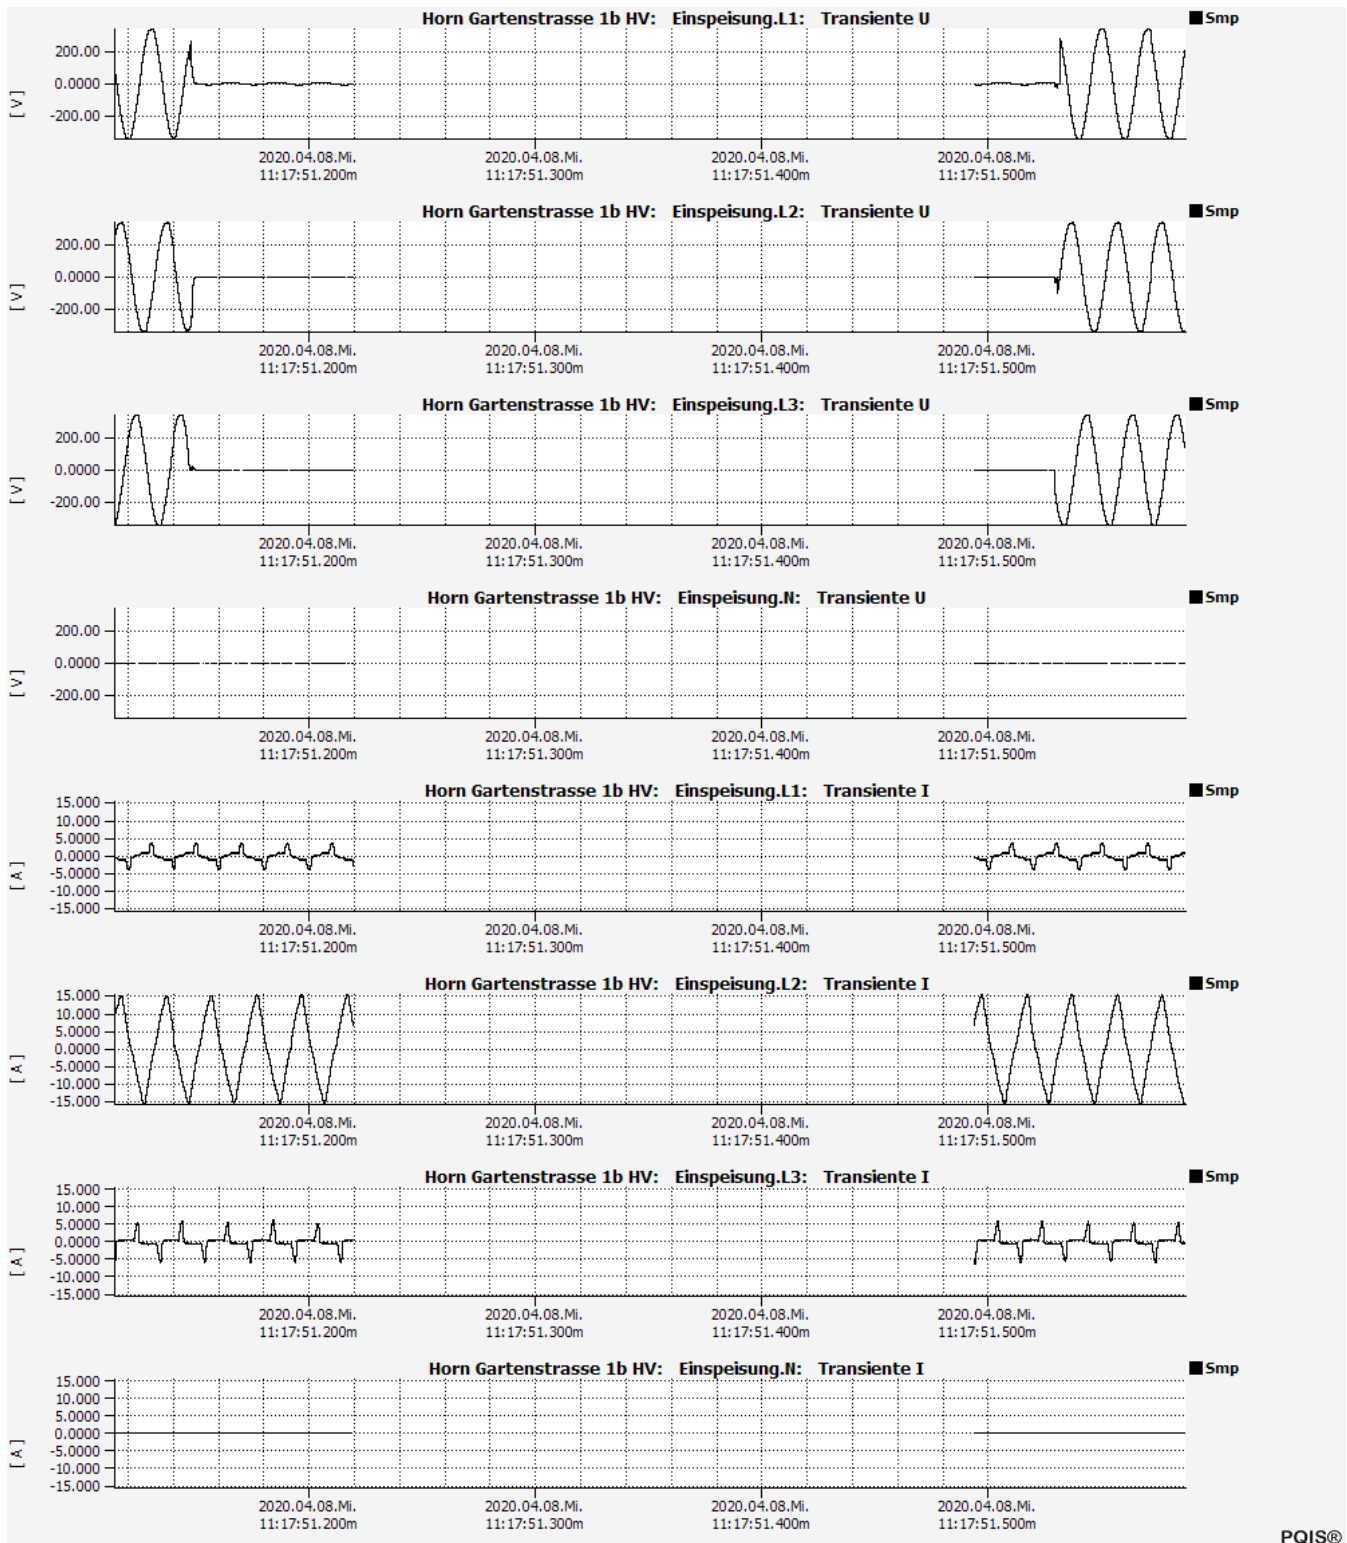 Horn Gartenstrasse 1b HV: Einspeisung.L1: Transiente U
Smp
200.00
0.0000
-200.00
[ V ]
2020.04.08.Mi. 2020.04.08.Mi. 2020.04.08.Mi. 2020.04.08.Mi.
11:17:51.200m 11:17:51.300m 11:17:51.400m 11:17:51.500m
Horn Gartenstrasse 1b HV: Einspeisung.L2: Transiente U
Smp
200.00
0.0000
-200.00
[ V ]
2020.04.08.Mi. 2020.04.08.Mi. 2020.04.08.Mi. 2020.04.08.Mi.
11:17:51.200m 11:17:51.300m 11:17:51.400m 11:17:51.500m
Horn Gartenstrasse 1b HV: Einspeisung.L3: Transiente U
Smp
200.00
0.0000
-200.00
[ V ]
2020.04.08.Mi. 2020.04.08.Mi. 2020.04.08.Mi. 2020.04.08.Mi.
11:17:51.200m 11:17:51.300m 11:17:51.400m 11:17:51.500m
Horn Gartenstrasse 1b HV: Einspeisung.N: Transiente U
Smp
200.00
0.0000
-200.00
[ V ]
2020.04.08.Mi. 2020.04.08.Mi. 2020.04.08.Mi. 2020.04.08.Mi.
11:17:51.200m 11:17:51.300m 11:17:51.400m 11:17:51.500m
Horn Gartenstrasse 1b HV: Einspeisung.L1: Transiente I
Smp
15.000
10.000
5.0000
0.0000
-5.0000
-10.000
-15.000
[ A ]
2020.04.08.Mi. 2020.04.08.Mi. 2020.04.08.Mi. 2020.04.08.Mi.
11:17:51.200m 11:17:51.300m 11:17:51.400m 11:17:51.500m
Horn Gartenstrasse 1b HV: Einspeisung.L2: Transiente I
Smp
15.000
10.000
5.0000
0.0000
-5.0000
-10.000
-15.000
[ A ]
2020.04.08.Mi. 2020.04.08.Mi. 2020.04.08.Mi. 2020.04.08.Mi.
11:17:51.200m 11:17:51.300m 11:17:51.400m 11:17:51.500m
Horn Gartenstrasse 1b HV: Einspeisung.L3: Transiente I
Smp
15.000
10.000
5.0000
0.0000
-5.0000
-10.000
-15.000
[ A ]
2020.04.08.Mi. 2020.04.08.Mi. 2020.04.08.Mi. 2020.04.08.Mi.
11:17:51.200m 11:17:51.300m 11:17:51.400m 11:17:51.500m
Horn Gartenstrasse 1b HV: Einspeisung.N: Transiente I
Smp
15.000
10.000
5.0000
0.0000
-5.0000
-10.000
-15.000
[ A ]
2020.04.08.Mi. 2020.04.08.Mi. 2020.04.08.Mi. 2020.04.08.Mi.
11:17:51.200m 11:17:51.300m 11:17:51.400m 11:17:51.500m
PQIS®